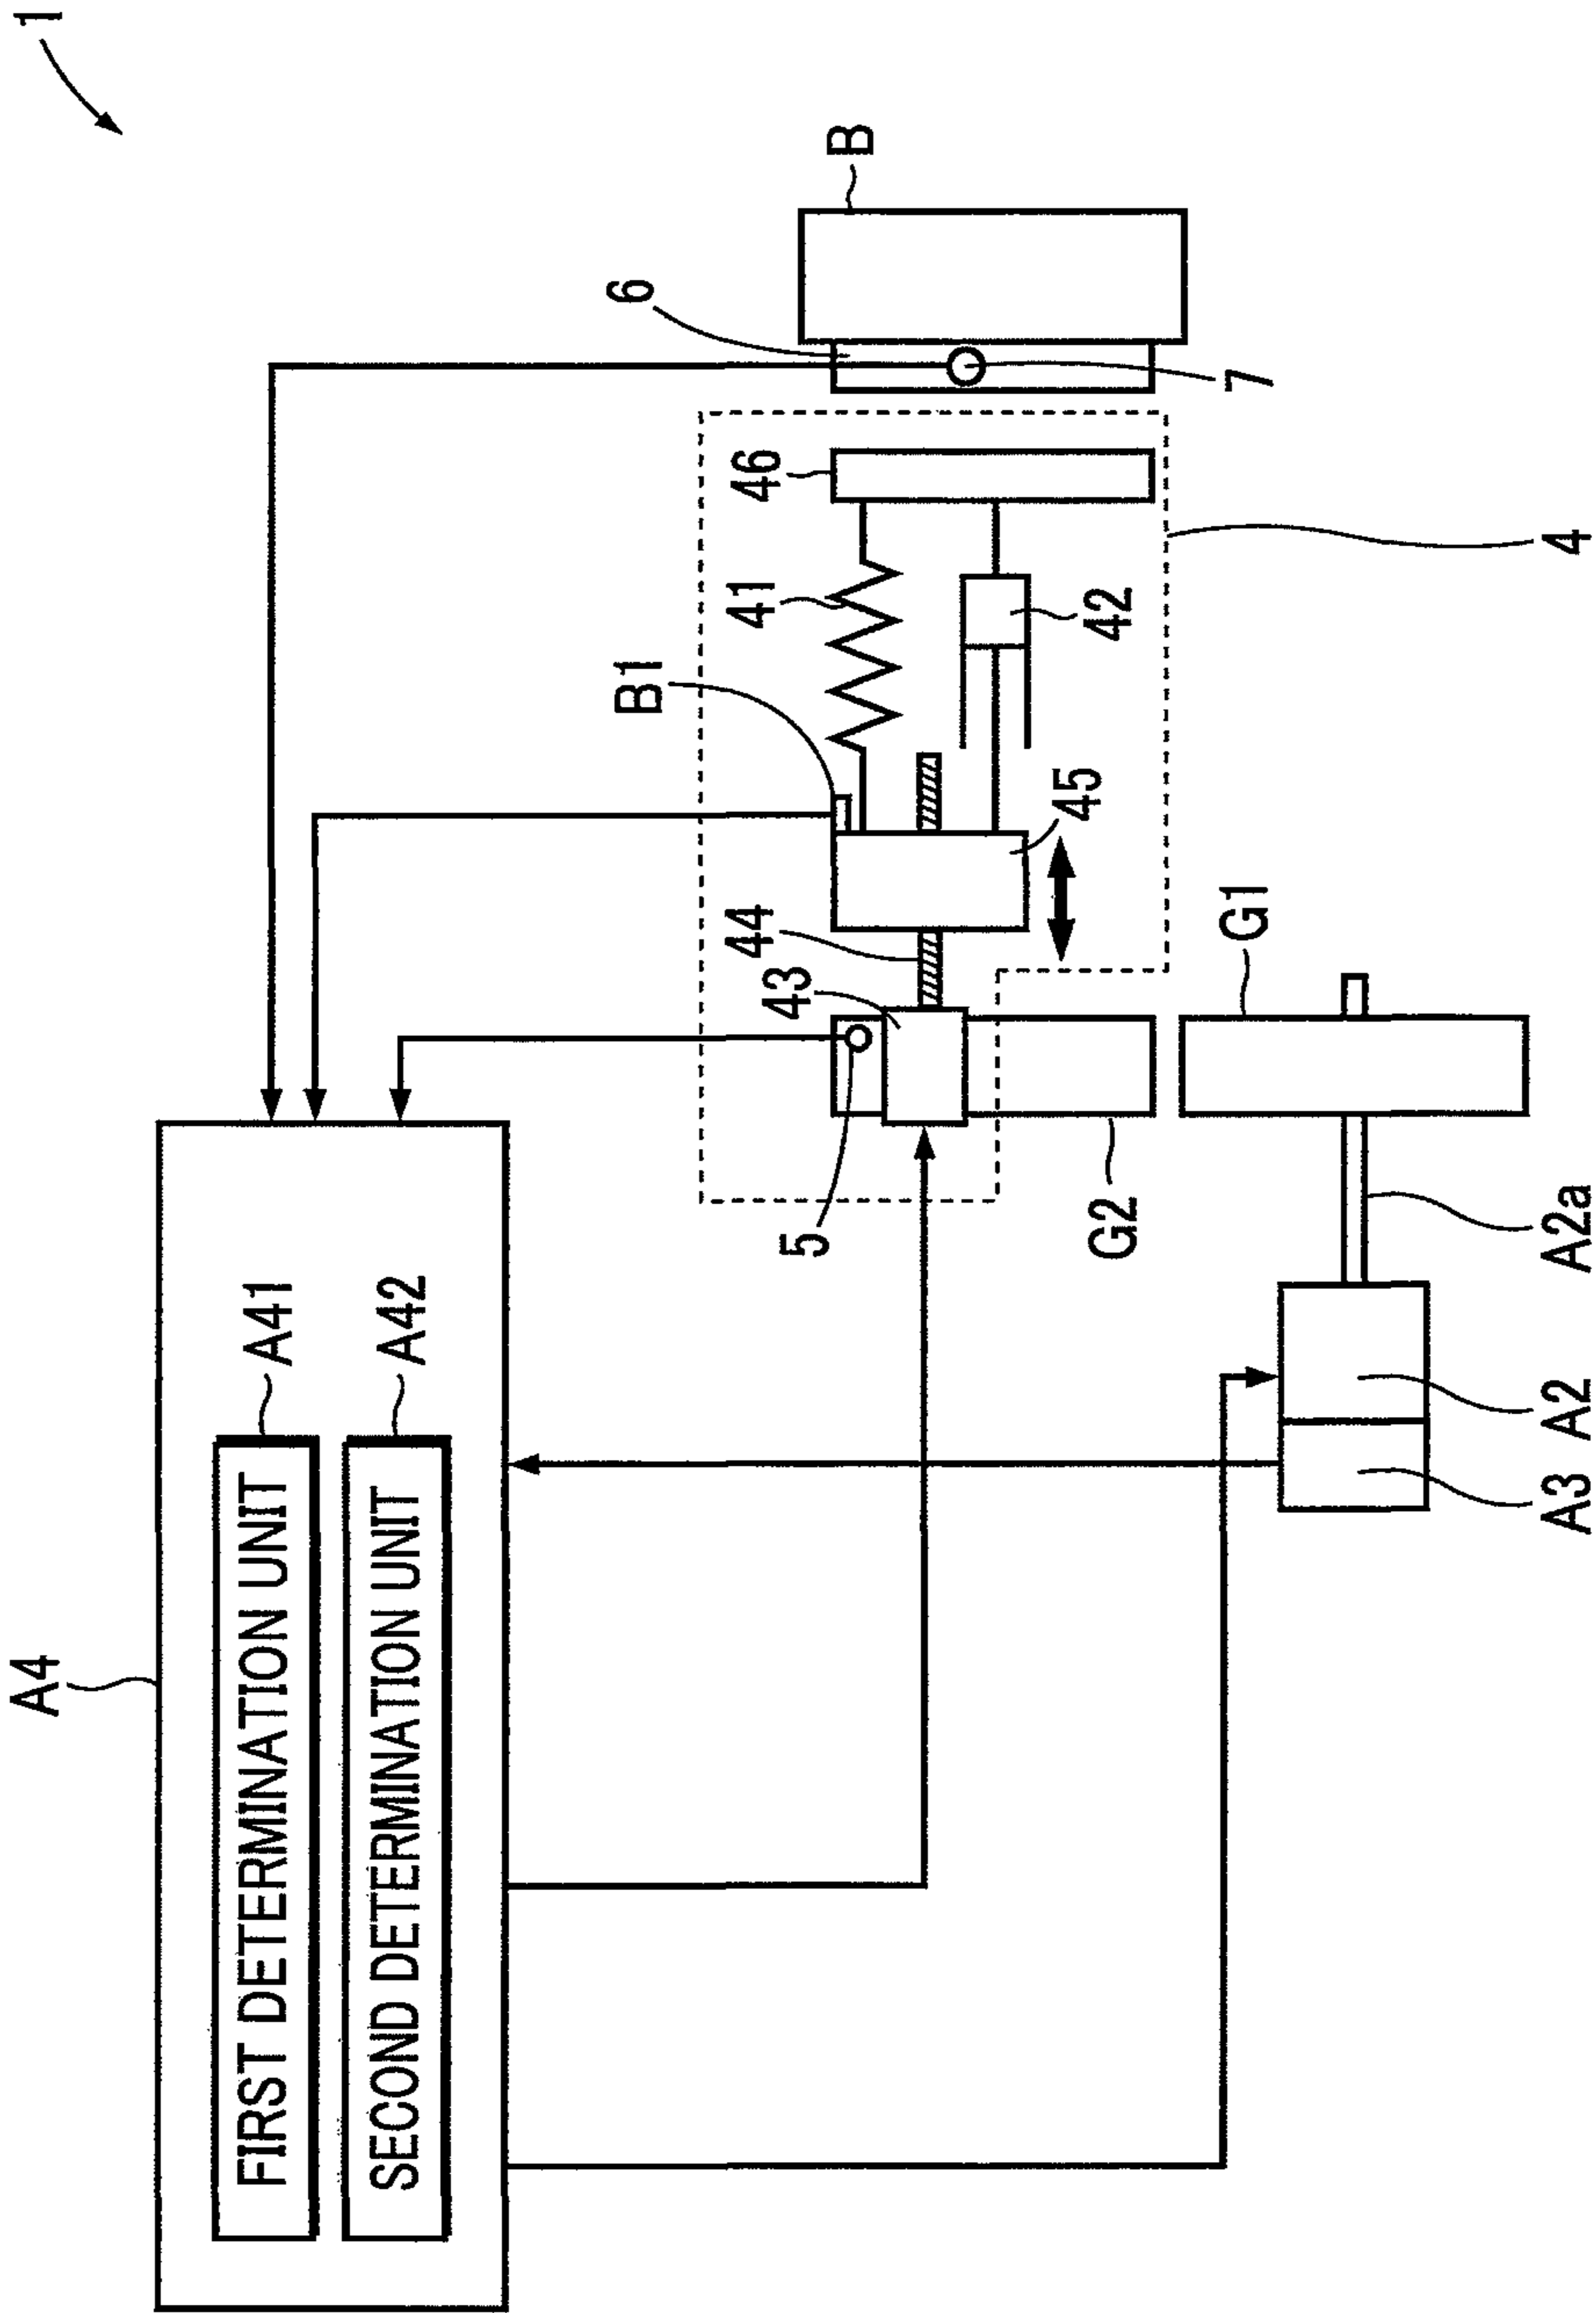 1
A4
FIRST DETERMINATION UNIT
A41
SECOND DETERMINATION UNIT
A42
6
B
B1
41
46
44
43
42
45
7
5
4
G2
G1
A3
A2
A2a